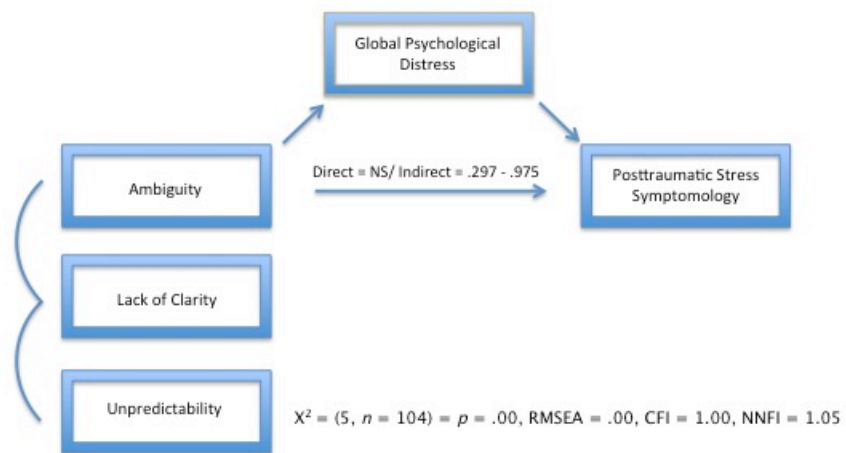 Global Psychological
Distress
Ambiguity
Direct = NS/ Indirect = .297 - .975
Posttraumatic Stress
Symptomology
Lack of Clarity
Unpredictability
X² = (5, n = 104) = p = .00, RMSEA = .00, CFI = 1.00, NNFI = 1.05